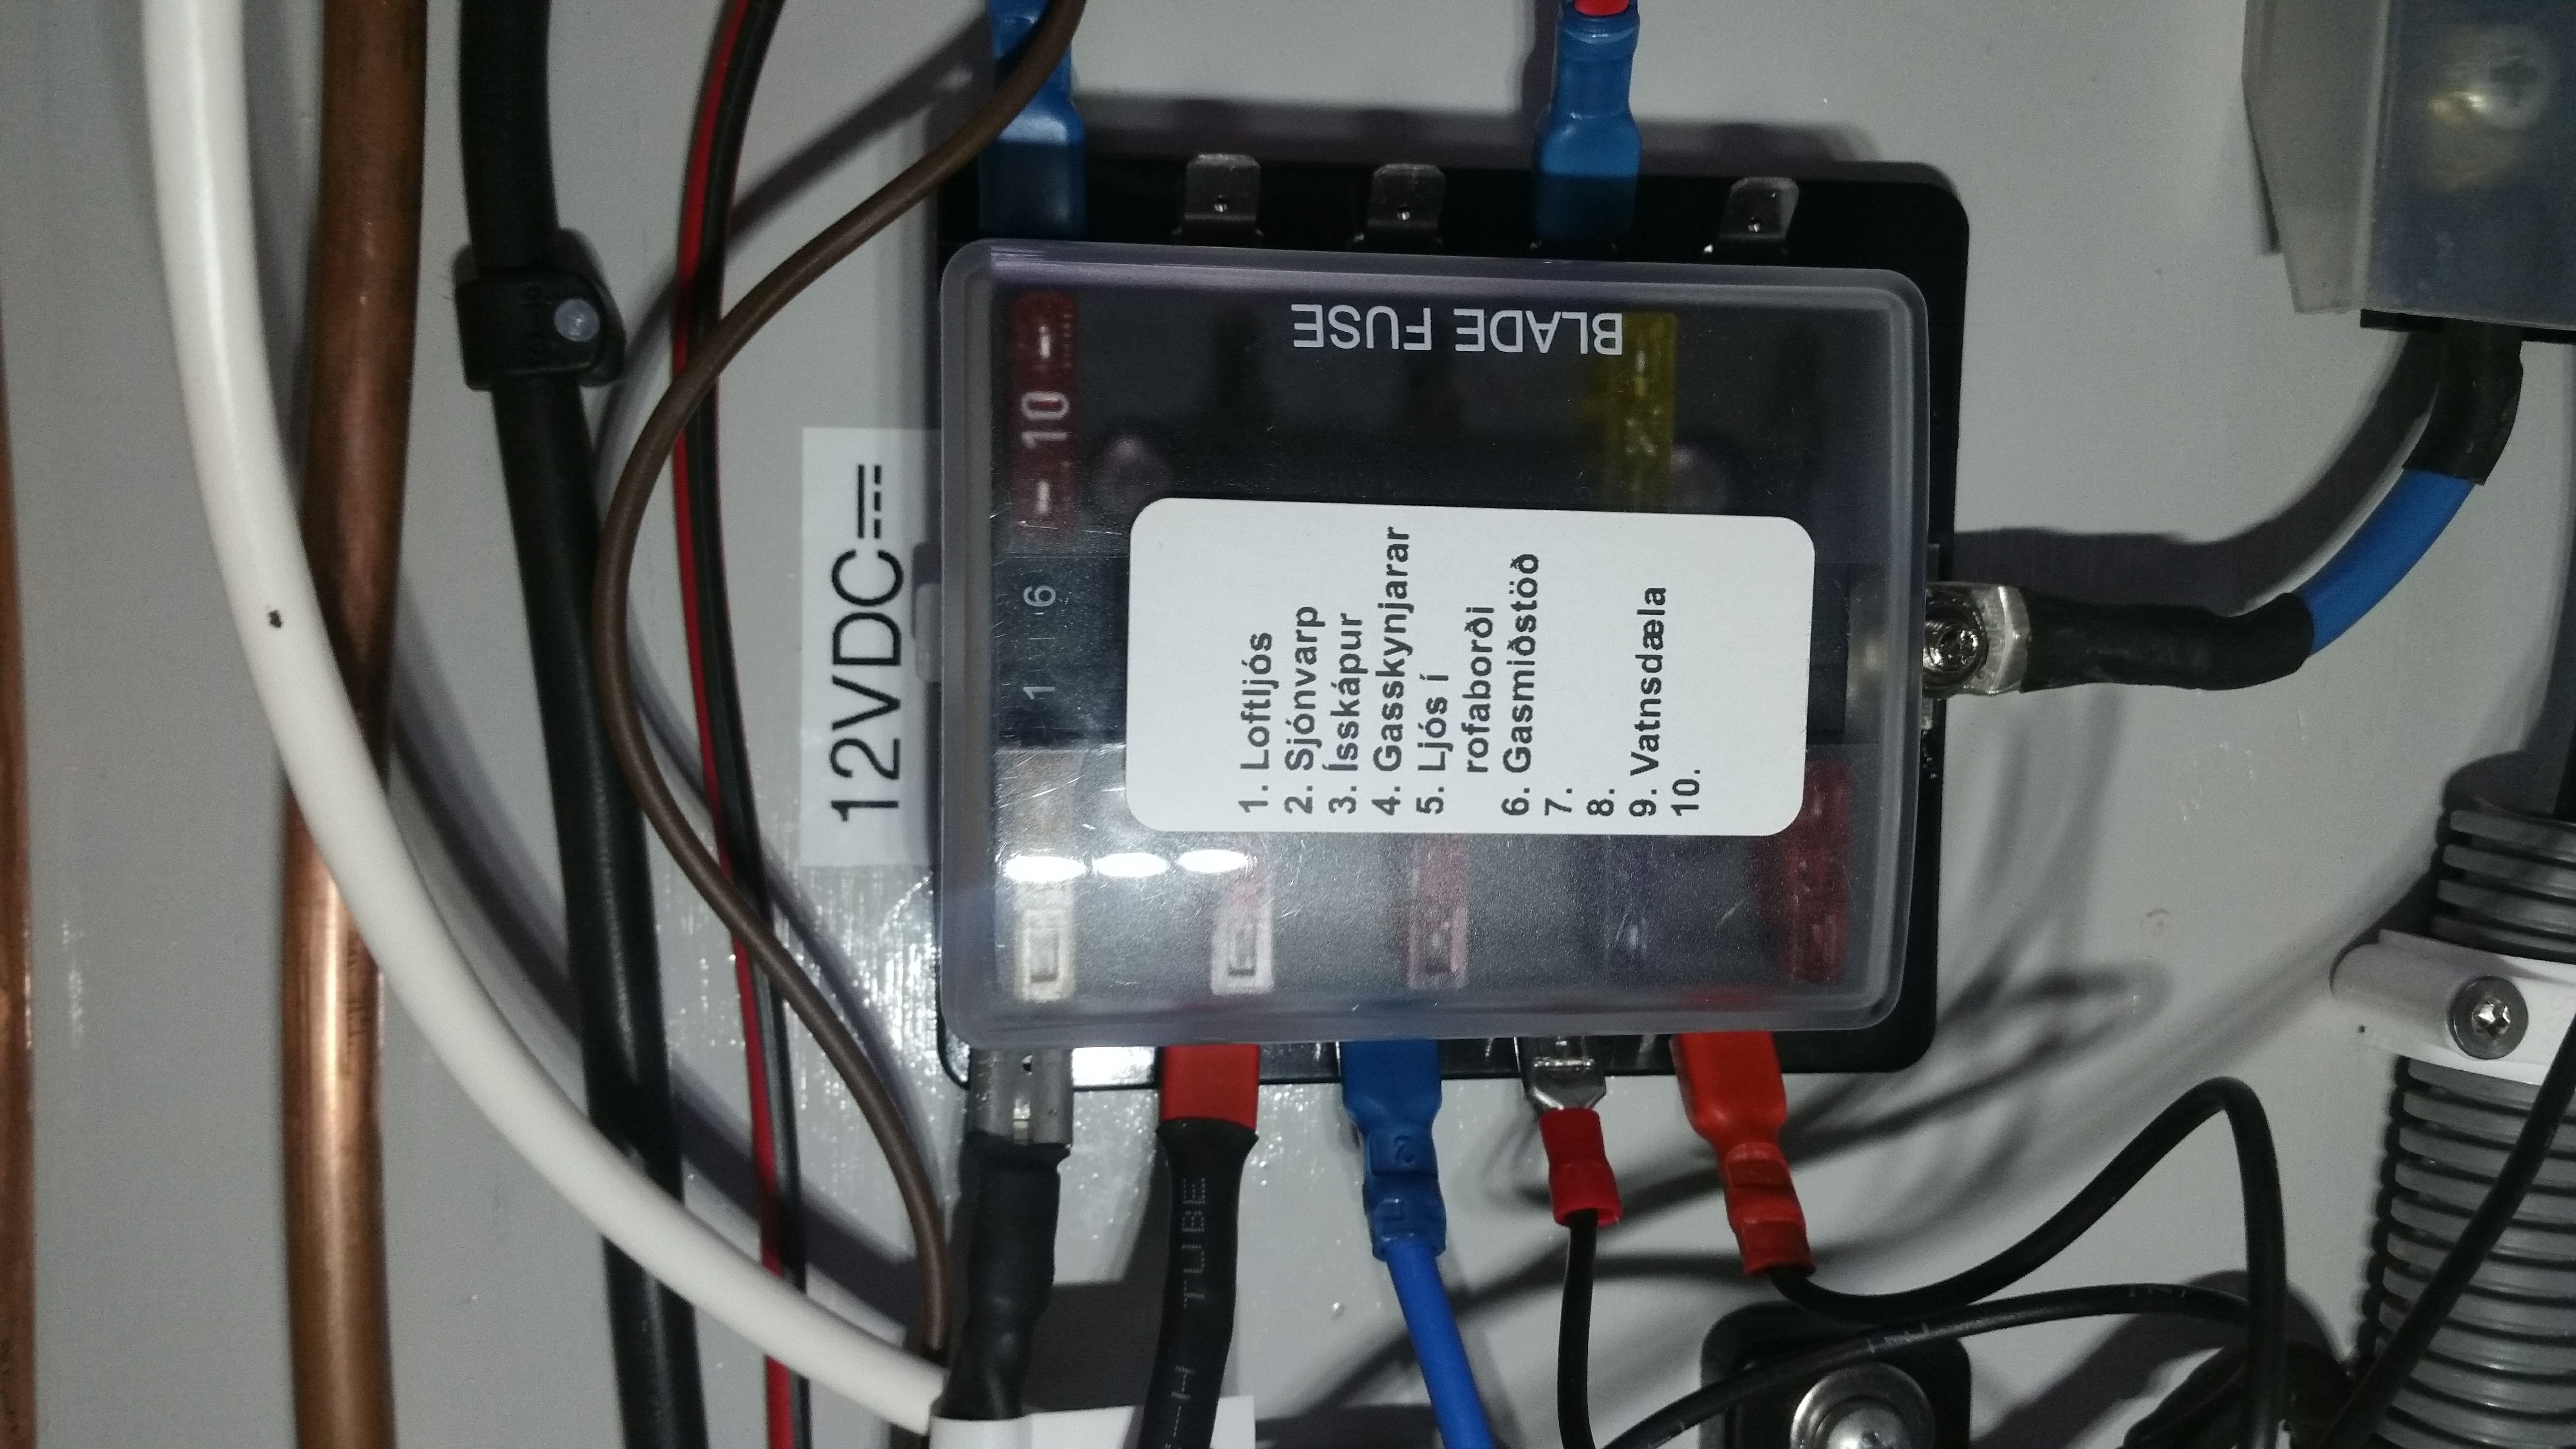 12VDC
1 6
- 10 -
TUBE
1. Loftljós
2. Sjónvarp
3. Ísskápur
4. Gasskynjarar
5. Ljós í
rofaborði
6. Gasmiðstöð
7.
8.
9. Vatnsdæla
10.
BLADE FUSE